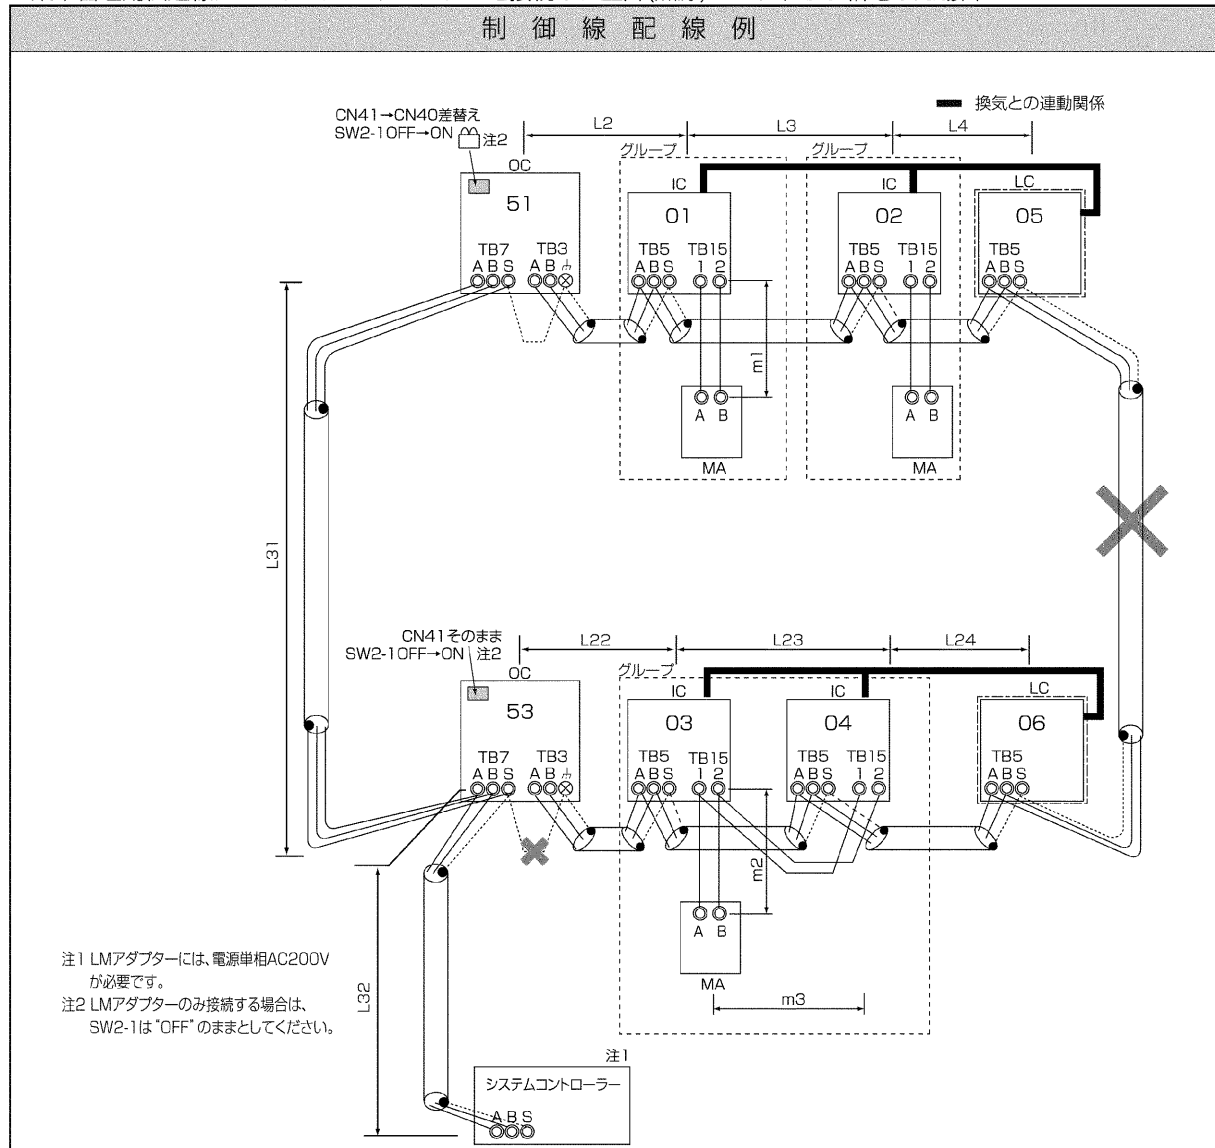 制御線配線例
換気との連動関係
CN41→CN40差替え
SW2-1OFF→ON 注2
L2
L3
L4
グループ
グループ
OC
IC
IC
LC
51
01
02
05
TB7
TB3
TB5
TB15
TB5
TB15
TB5
A B S
A B
A B S
1 2
A B S
1 2
A B S
m1
A B
MA
A B
MA
L31
CN41そのまま
SW2-1OFF→ON 注2
L22
L23
L24
グループ
OC
IC
IC
LC
53
03
04
06
TB7
TB3
TB5
TB15
TB5
TB15
TB5
A B S
A B
A B S
1 2
A B S
1 2
A B S
m2
A B
MA
m3
L32
注1 LMアダプターには、電源単相AC200V
が必要です。
注2 LMアダプターのみ接続する場合は、
SW2-1は"OFF"のままとしてください。
注1
システムコントローラー
A B S